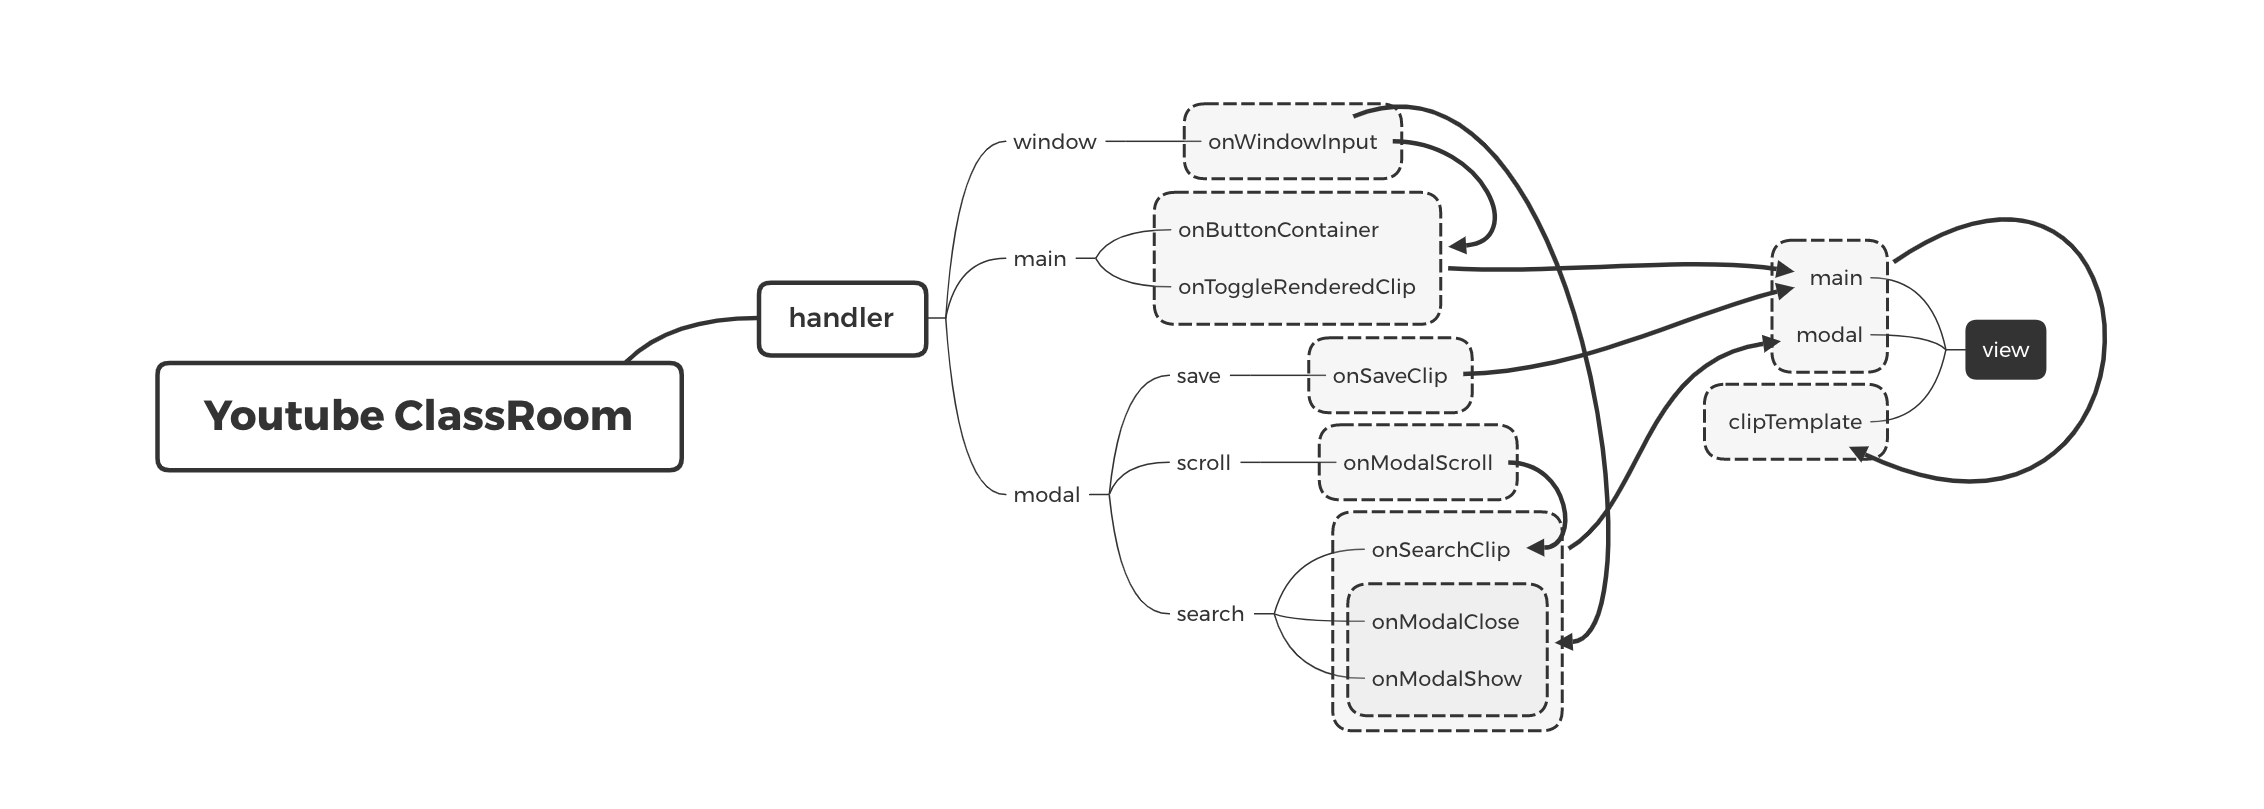 Youtube ClassRoom
handler
window
onWindowInput
main
onButtonContainer
onToggleRenderedClip
modal
save
onSaveClip
scroll
onModalScroll
search
onSearchClip
onModalClose
onModalShow
main
modal
clipTemplate
view